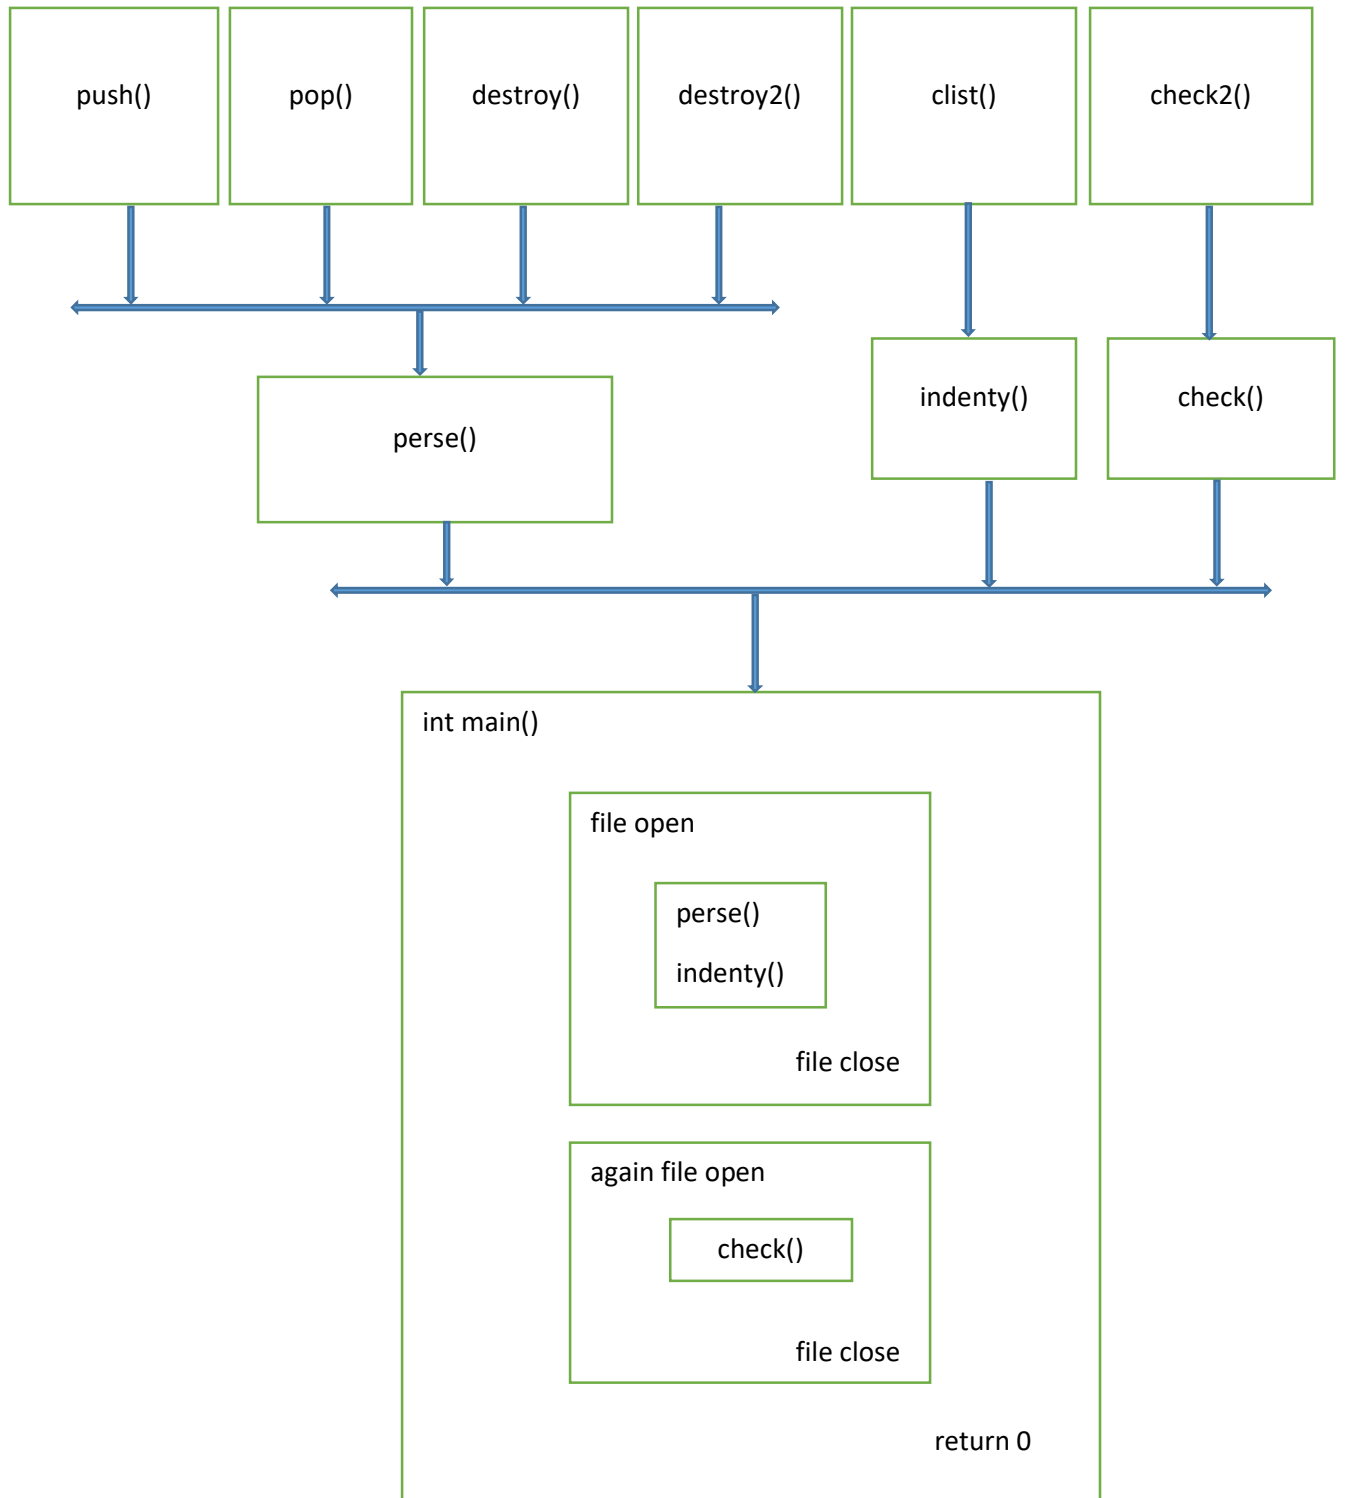 push()
pop()
destroy()
destroy2()
clist()
check2()
indenty()
check()
perse()
int main()
file open
perse()
indenty()
file close
again file open
check()
file close
return 0